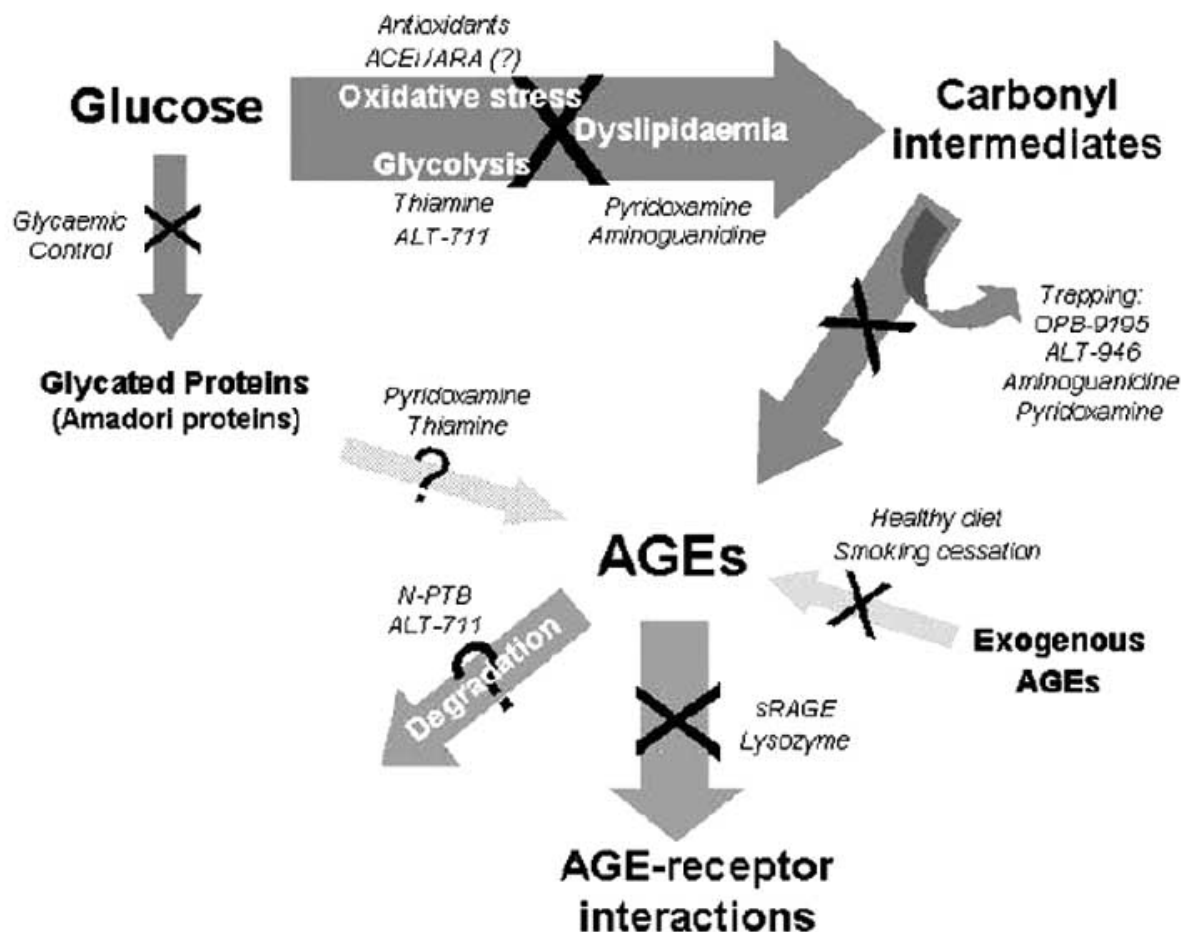 Antioxidants
ACEI/ARA (?)
Glucose
Oxidative stress
Dyslipidaemia
Glycolysis
Carbonyl
Intermediates
Thiamine
ALT-711
Pyridoxamine
Aminoguanidine
Glycaemic
Control
Trapping:
OPB-9195
ALT-946
Aminoguanidine
Pyridoxamine
Glycated Proteins
(Amadori proteins)
Pyridoxamine
Thiamine
?
Healthy diet
Smoking cessation
AGEs
N-PTB
ALT-711
?
Degradation
Exogenous
AGEs
sRAGE
Lysozyme
AGE-receptor
interactions